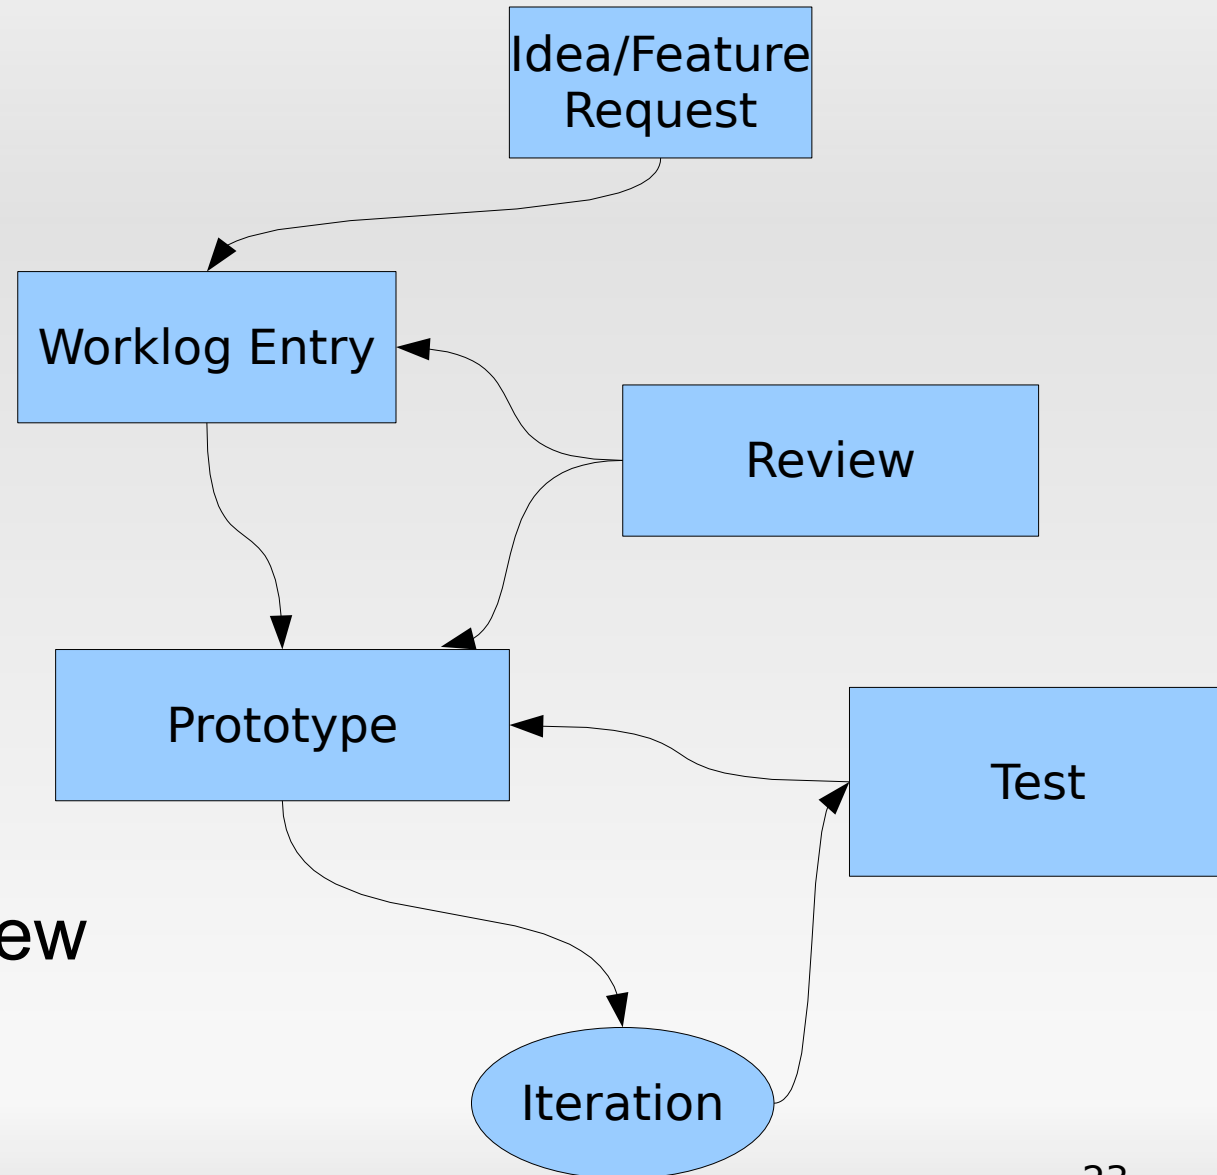 Idea/Feature
Request
Worklog Entry
Review
Prototype
Test
ew
Iteration